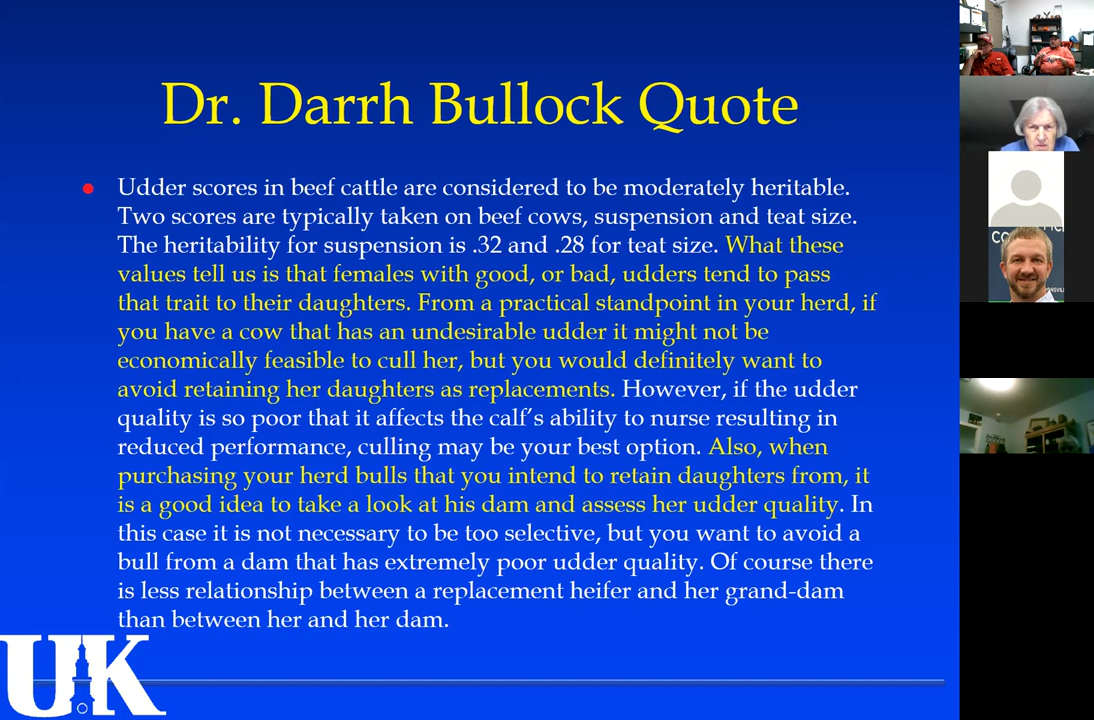 Dr. Darrh Bullock Quote
Udder scores in beef cattle are considered to be moderately heritable.
Two scores are typically taken on beef cows, suspension and teat size.
The heritability for suspension is .32 and .28 for teat size. What these
values tell us is that females with good, or bad, udders tend to pass
that trait to their daughters. From a practical standpoint in your herd, if
you have a cow that has an undesirable udder it might not be
economically feasible to cull her, but you would definitely want to
avoid retaining her daughters as replacements. However, if the udder
quality is so poor that it affects the calf’s ability to nurse resulting in
reduced performance, culling may be your best option. Also, when
purchasing your herd bulls that you intend to retain daughters from, it
is a good idea to take a look at his dam and assess her udder quality. In
this case it is not necessary to be too selective, but you want to avoid a
bull from a dam that has extremely poor udder quality. Of course there
is less relationship between a replacement heifer and her grand-dam
than between her and her dam.
UK